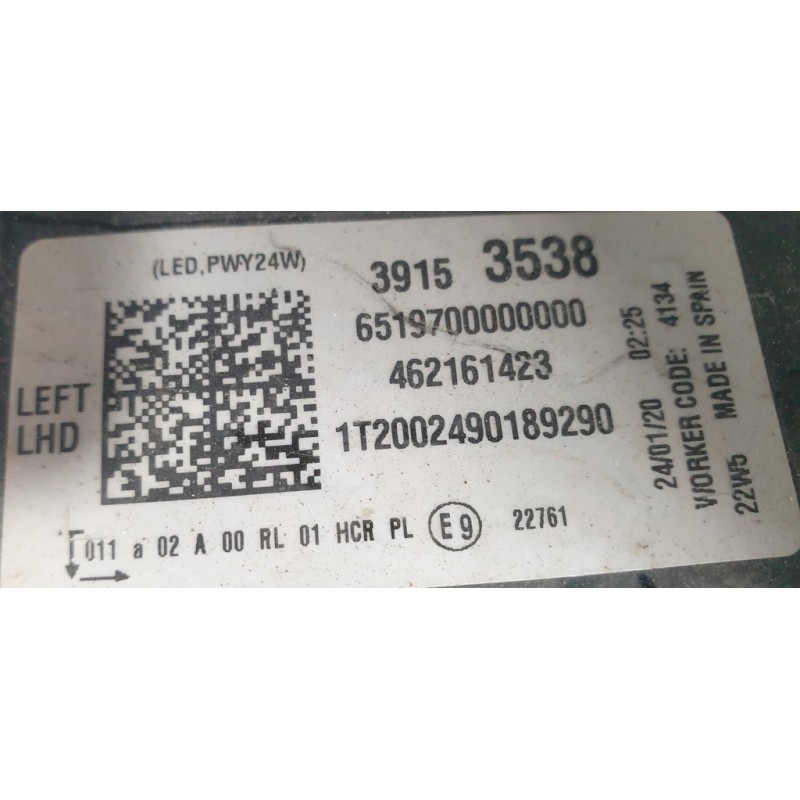 (LED,PWY24W)
3915 3538
6519700000000
462161423
1T2002490189290
LEFT
LHD
011 a 02 A 00 RL 01 HCR PL E9 22761
24/01/20 02:25
WORKER CODE: 4134
22W5 MADE IN SPAIN